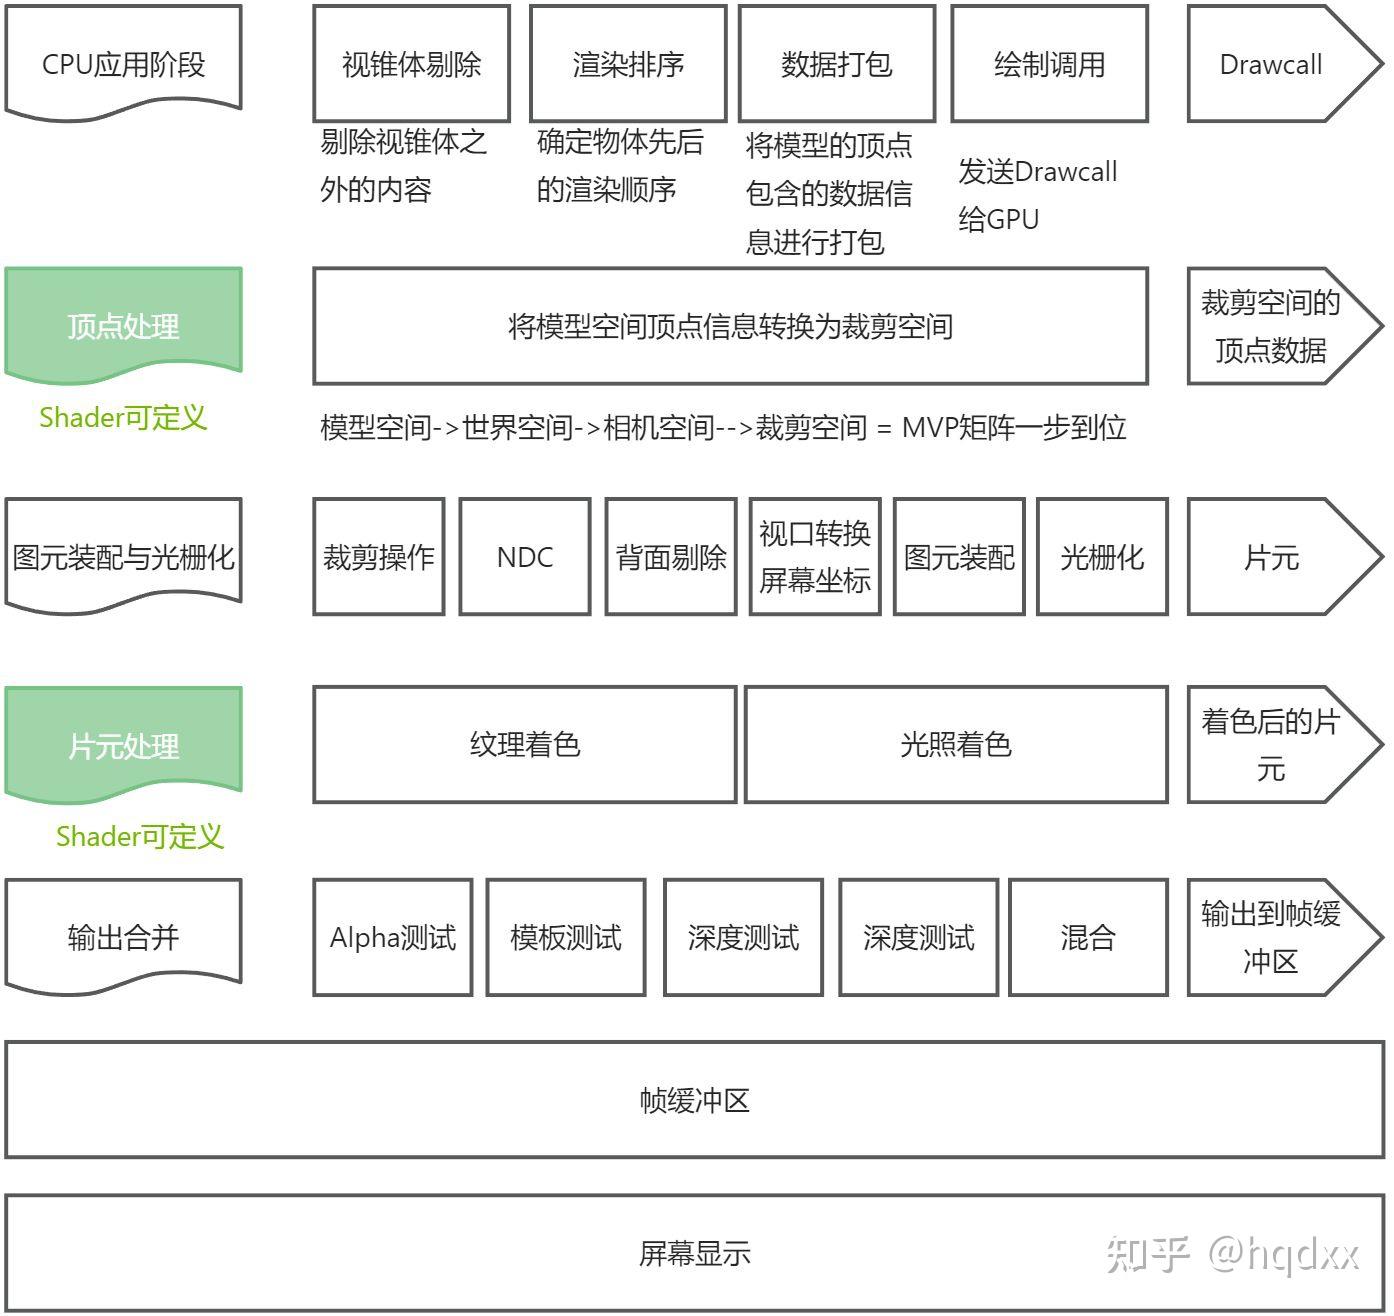 CPU应用阶段
视锥体剔除
渲染排序
数据打包
绘制调用
Drawcall
剔除视锥体之
外的内容
确定物体先后
的渲染顺序
将模型的顶点
包含的数据信
息进行打包
发送Drawcall
给GPU
顶点处理
将模型空间顶点信息转换为裁剪空间
裁剪空间的
顶点数据
Shader可定义
模型空间->世界空间->相机空间-->裁剪空间 = MVP矩阵一步到位
图元装配与光栅化
裁剪操作
NDC
背面剔除
视口转换
屏幕坐标
图元装配
光栅化
片元
片元处理
纹理着色
光照着色
着色后的片
元
Shader可定义
输出合并
Alpha测试
模板测试
深度测试
深度测试
混合
输出到帧缓
冲区
帧缓冲区
屏幕显示
知乎 @hqdxx